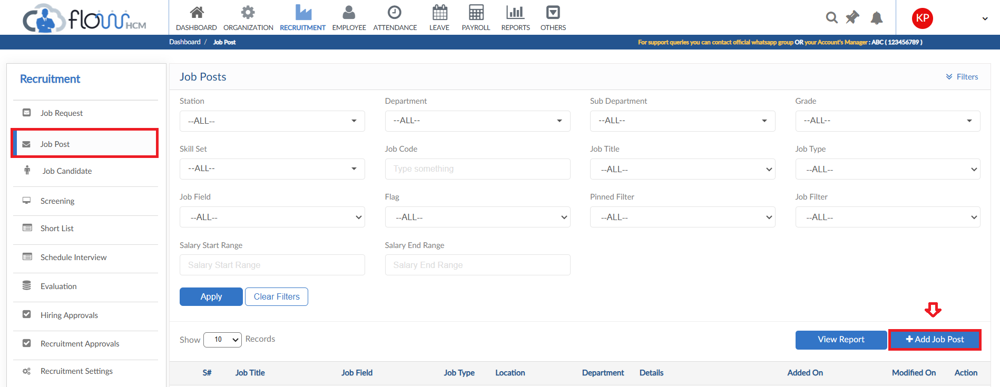 flow HCM
DASHBOARD ORGANIZATION RECRUITMENT EMPLOYEE ATTENDANCE LEAVE PAYROLL REPORTS OTHERS
KP
Dashboard / Job Post
For support queries you can contact official whatsapp group OR your Account's Manager : ABC ( 123456789 )
Recruitment
Job Request
Job Post
Job Candidate
Screening
Short List
Schedule Interview
Evaluation
Hiring Approvals
Recruitment Approvals
Recruitment Settings
Job Posts
Filters
Station Department Sub Department Grade
--ALL-- --ALL-- --ALL-- --ALL--
Skill Set Job Code Job Title Job Type
--ALL-- Type something --ALL-- --ALL--
Job Field Flag Pinned Filter Job Filter
--ALL-- --ALL-- --ALL-- --ALL--
Salary Start Range Salary End Range
Salary Start Range Salary End Range
Apply Clear Filters
Show 10 Records
View Report + Add Job Post
S# Job Title Job Field Job Type Location Department Details Added On Modified On Action